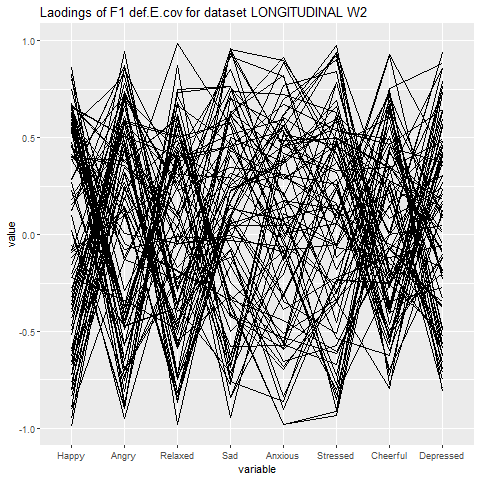 Laodings of F1 def.E.cov for dataset LONGITUDINAL W2
1.0
0.5
0.0
-0.5
-1.0
value
Happy Angry Relaxed Sad Anxious Stressed Cheerful Depressed
variable